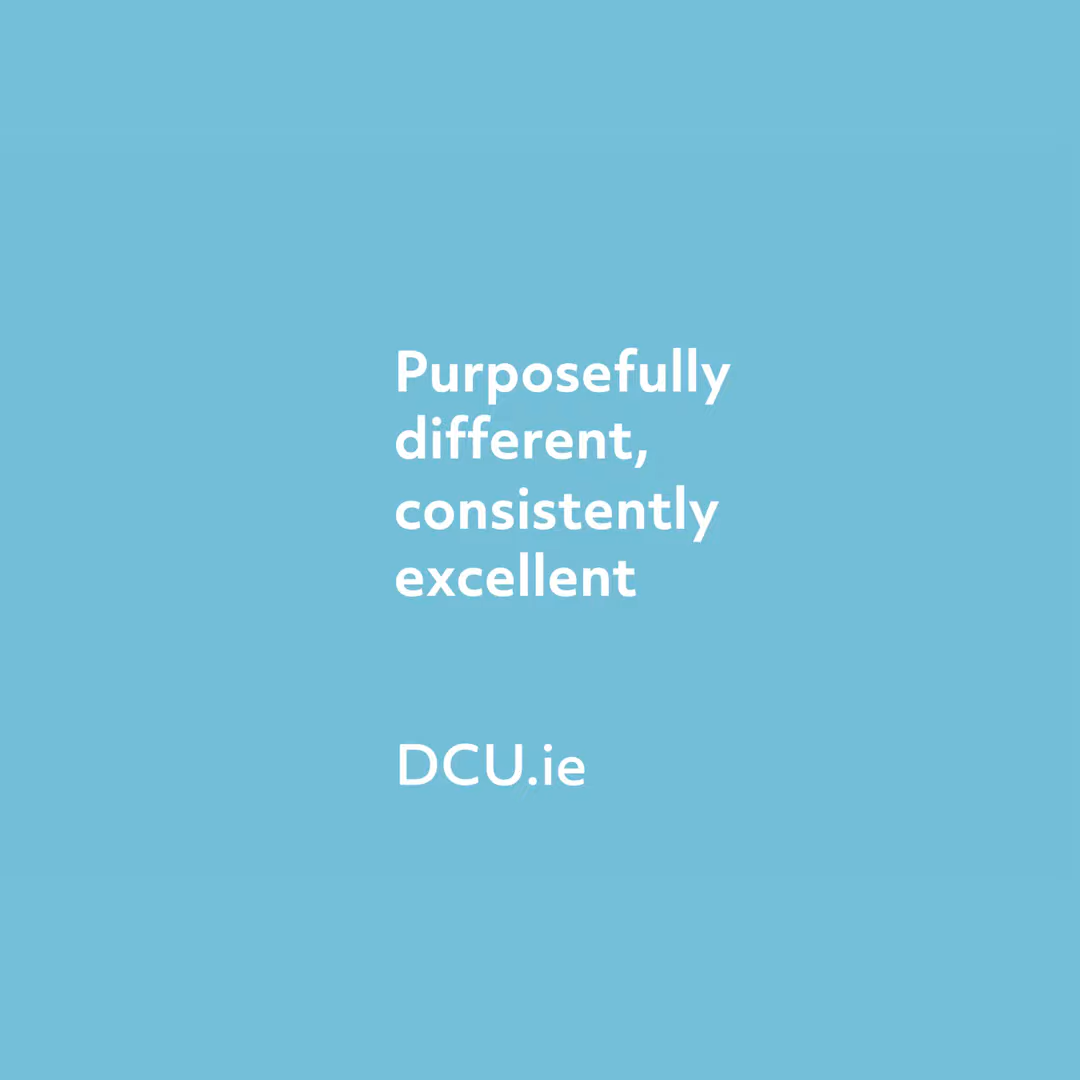 Purposefully
different,
consistently
excellent
DCU.ie